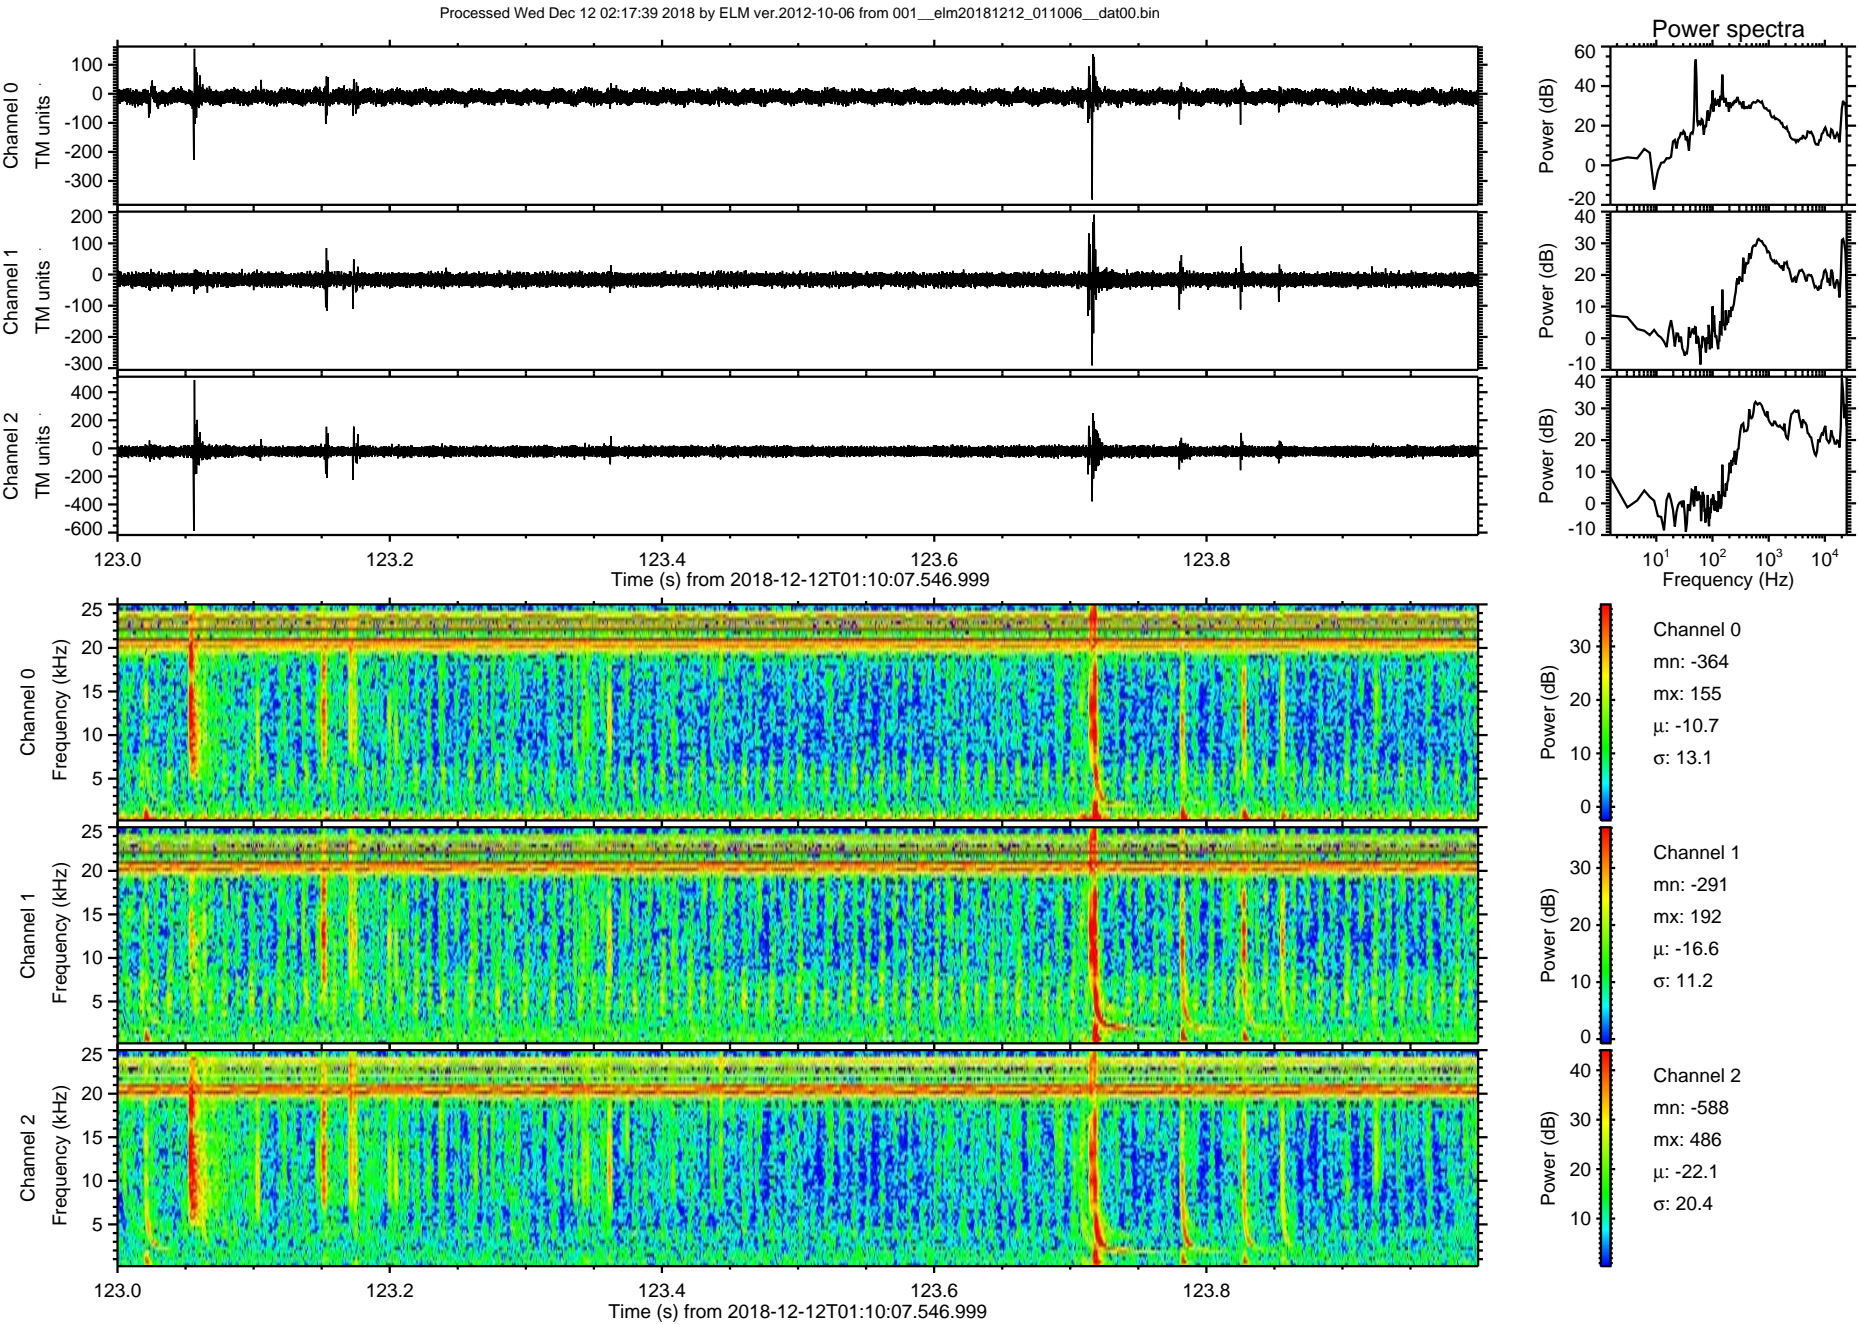 Processed Wed Dec 12 02:17:39 2018 by ELM ver.2012-10-06 from 001__elm20181212_011006__dat00.bin
Power spectra
Channel 0
TM units
100
0
-100
-200
-300
Power (dB)
60
40
20
0
-20
Channel 1
TM units
200
100
0
-100
-200
-300
Power (dB)
40
30
20
10
0
-10
Channel 2
TM units
400
200
0
-200
-400
-600
Power (dB)
40
30
20
10
0
-10
123.0 123.2 123.4 123.6 123.8
Time (s) from 2018-12-12T01:10:07.546.999
10¹ 10² 10³ 10⁴
Frequency (Hz)
Channel 0
Frequency (kHz)
25
20
15
10
5
Power (dB)
30
20
10
0
Channel 0
mn: -364
mx: 155
µ: -10.7
σ: 13.1
Channel 1
Frequency (kHz)
25
20
15
10
5
Power (dB)
30
20
10
0
Channel 1
mn: -291
mx: 192
µ: -16.6
σ: 11.2
Channel 2
Frequency (kHz)
25
20
15
10
5
Power (dB)
40
30
20
10
Channel 2
mn: -588
mx: 486
µ: -22.1
σ: 20.4
123.0 123.2 123.4 123.6 123.8
Time (s) from 2018-12-12T01:10:07.546.999